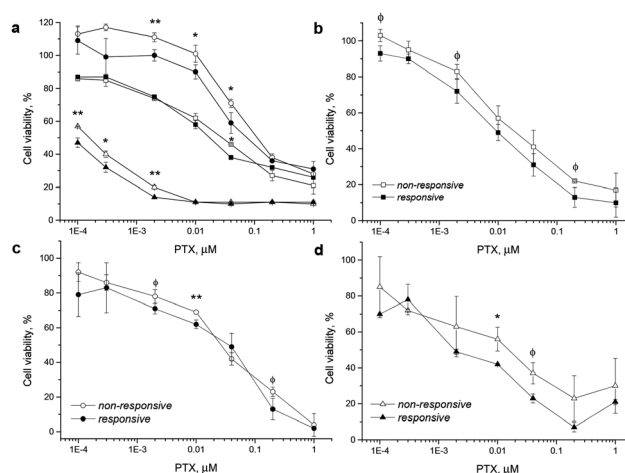 a
** * *
** * ** *
120
100
80
60
40
20
0
Cell viability, %
1E-4 1E-3 0.01 0.1 1
PTX, μM
b
ϕ ϕ ϕ
100
80
60
40
20
0
Cell viability, %
non-responsive
responsive
1E-4 1E-3 0.01 0.1 1
PTX, μM
c
ϕ ** ϕ
100
80
60
40
20
0
Cell viability, %
non-responsive
responsive
1E-4 1E-3 0.01 0.1 1
PTX, μM
d
* ϕ
100
80
60
40
20
0
Cell viability, %
non-responsive
responsive
1E-4 1E-3 0.01 0.1 1
PTX, μM